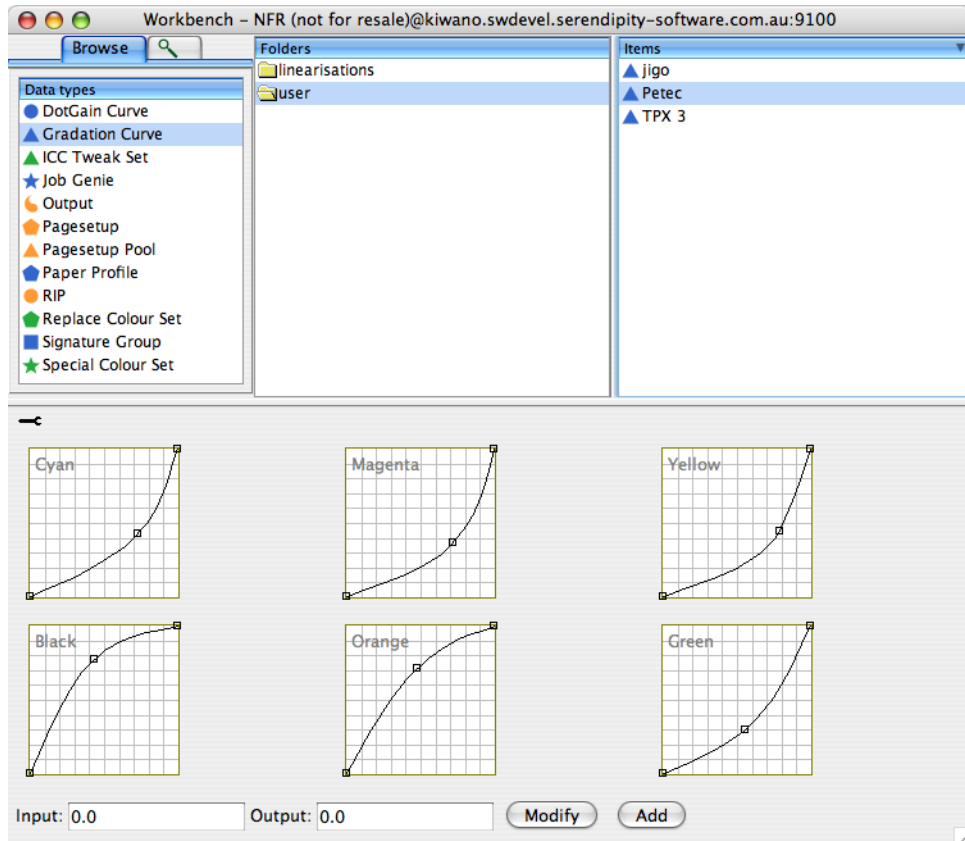 Workbench – NFR (not for resale)@kiwano.swdevel.serendipity-software.com.au:9100
Browse
Data types
DotGain Curve
Gradation Curve
ICC Tweak Set
Job Genie
Output
Pagesetup
Pagesetup Pool
Paper Profile
RIP
Replace Colour Set
Signature Group
Special Colour Set
Folders
linearisations
user
Items
jigo
Petec
TPX 3
Cyan
Magenta
Yellow
Black
Orange
Green
Input: 0.0 Output: 0.0 Modify Add